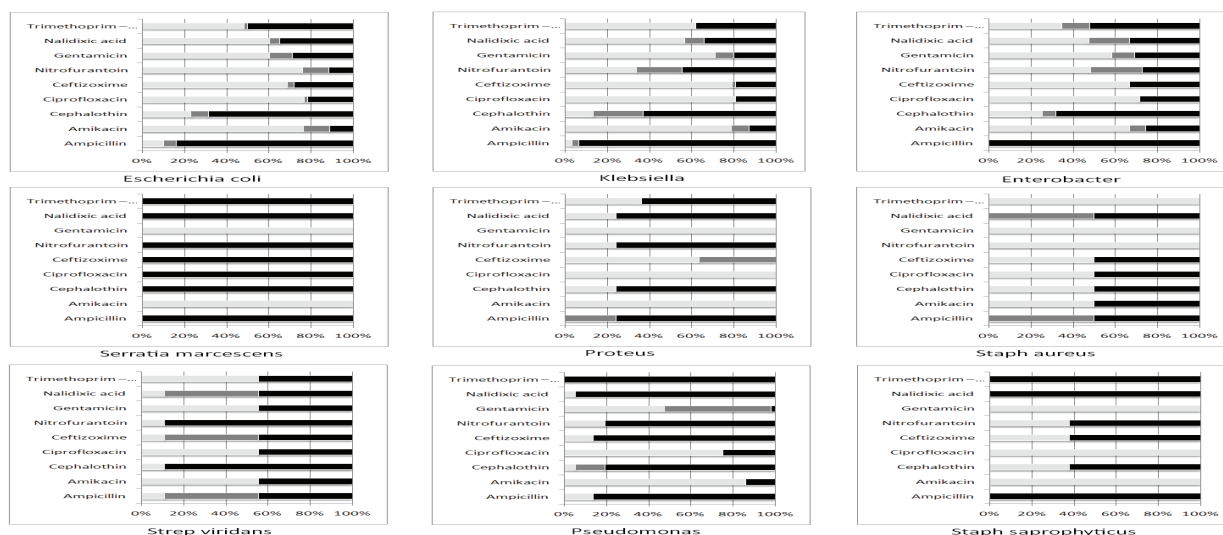 Trimethoprim –...
Nalidixic acid
Gentamicin
Nitrofurantoin
Ceftizoxime
Ciprofloxacin
Cephalothin
Amikacin
Ampicillin
0% 20% 40% 60% 80% 100%
Escherichia coli
Trimethoprim –...
Nalidixic acid
Gentamicin
Nitrofurantoin
Ceftizoxime
Ciprofloxacin
Cephalothin
Amikacin
Ampicillin
0% 20% 40% 60% 80% 100%
Klebsiella
Trimethoprim –...
Nalidixic acid
Gentamicin
Nitrofurantoin
Ceftizoxime
Ciprofloxacin
Cephalothin
Amikacin
Ampicillin
0% 20% 40% 60% 80% 100%
Enterobacter
Trimethoprim –...
Nalidixic acid
Gentamicin
Nitrofurantoin
Ceftizoxime
Ciprofloxacin
Cephalothin
Amikacin
Ampicillin
0% 20% 40% 60% 80% 100%
Serratia marcescens
Trimethoprim –...
Nalidixic acid
Gentamicin
Nitrofurantoin
Ceftizoxime
Ciprofloxacin
Cephalothin
Amikacin
Ampicillin
0% 20% 40% 60% 80% 100%
Proteus
Trimethoprim –...
Nalidixic acid
Gentamicin
Nitrofurantoin
Ceftizoxime
Ciprofloxacin
Cephalothin
Amikacin
Ampicillin
0% 20% 40% 60% 80% 100%
Staph aureus
Trimethoprim –...
Nalidixic acid
Gentamicin
Nitrofurantoin
Ceftizoxime
Ciprofloxacin
Cephalothin
Amikacin
Ampicillin
0% 20% 40% 60% 80% 100%
Strep viridans
Trimethoprim –...
Nalidixic acid
Gentamicin
Nitrofurantoin
Ceftizoxime
Ciprofloxacin
Cephalothin
Amikacin
Ampicillin
0% 20% 40% 60% 80% 100%
Pseudomonas
Trimethoprim –...
Nalidixic acid
Gentamicin
Nitrofurantoin
Ceftizoxime
Ciprofloxacin
Cephalothin
Amikacin
Ampicillin
0% 20% 40% 60% 80% 100%
Staph saprophyticus